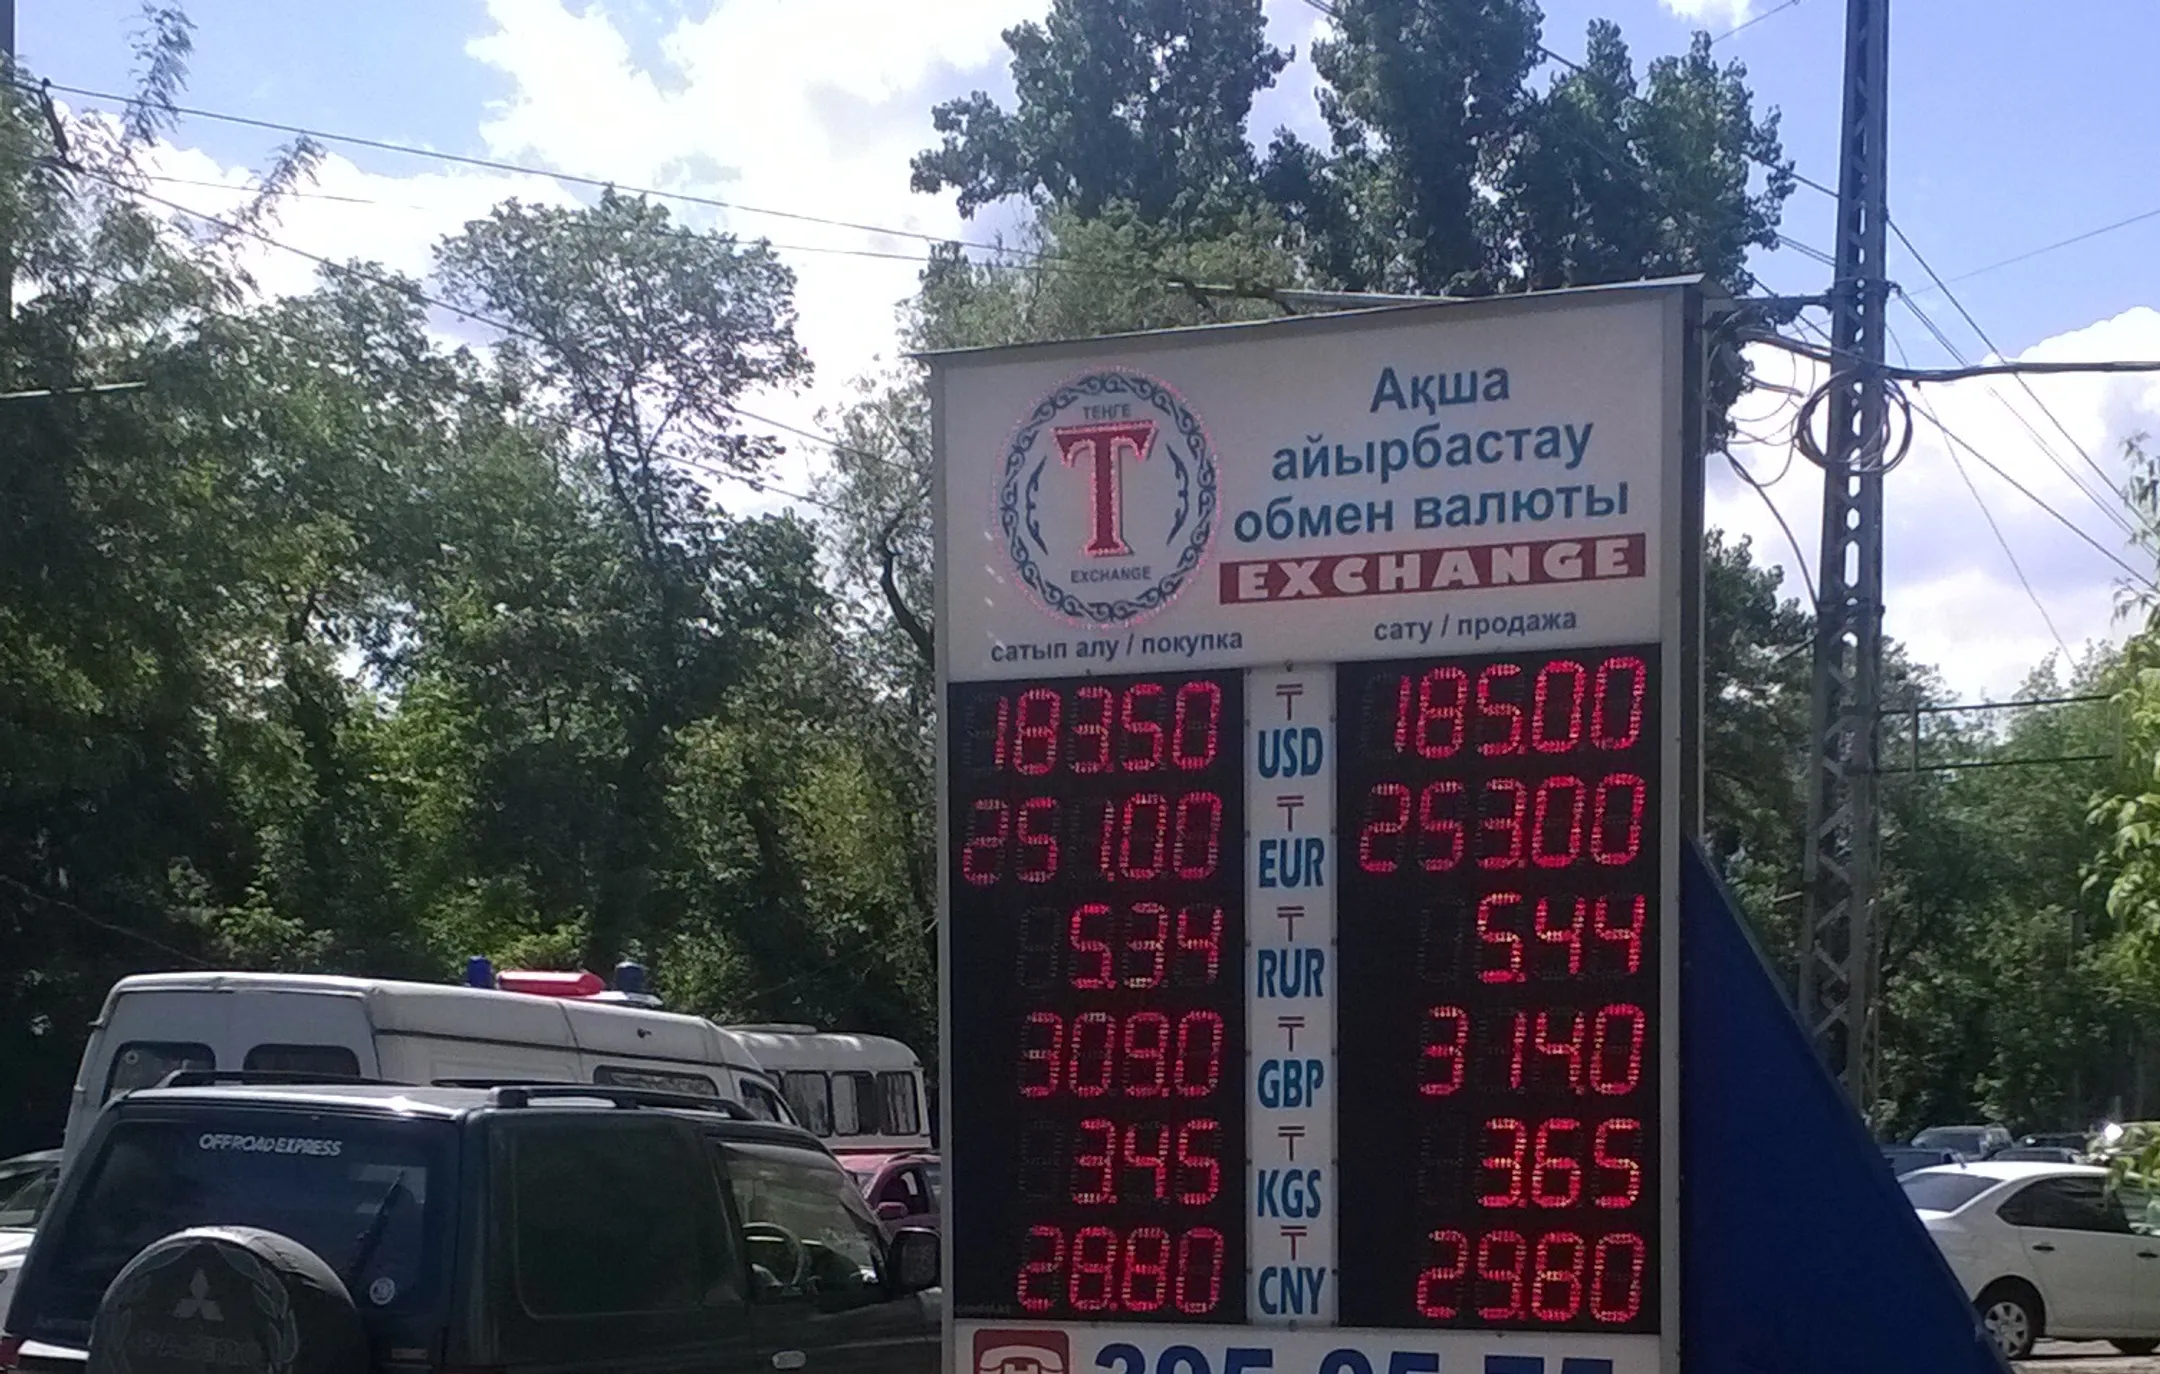 ТЕҢГЕ
Т
EXCHANGE
Ақша
айырбастау
обмен валюты
EXCHANGE
сатып алу / покупка
сату / продажа
183.50 ₸ USD 185.00
251.00 ₸ EUR 253.00
5.34 ₸ RUR 5.44
309.0 ₸ GBP 314.0
3.45 ₸ KGS 3.65
28.80 ₸ CNY 29.80
OFFROAD EXPRESS
PAJERO